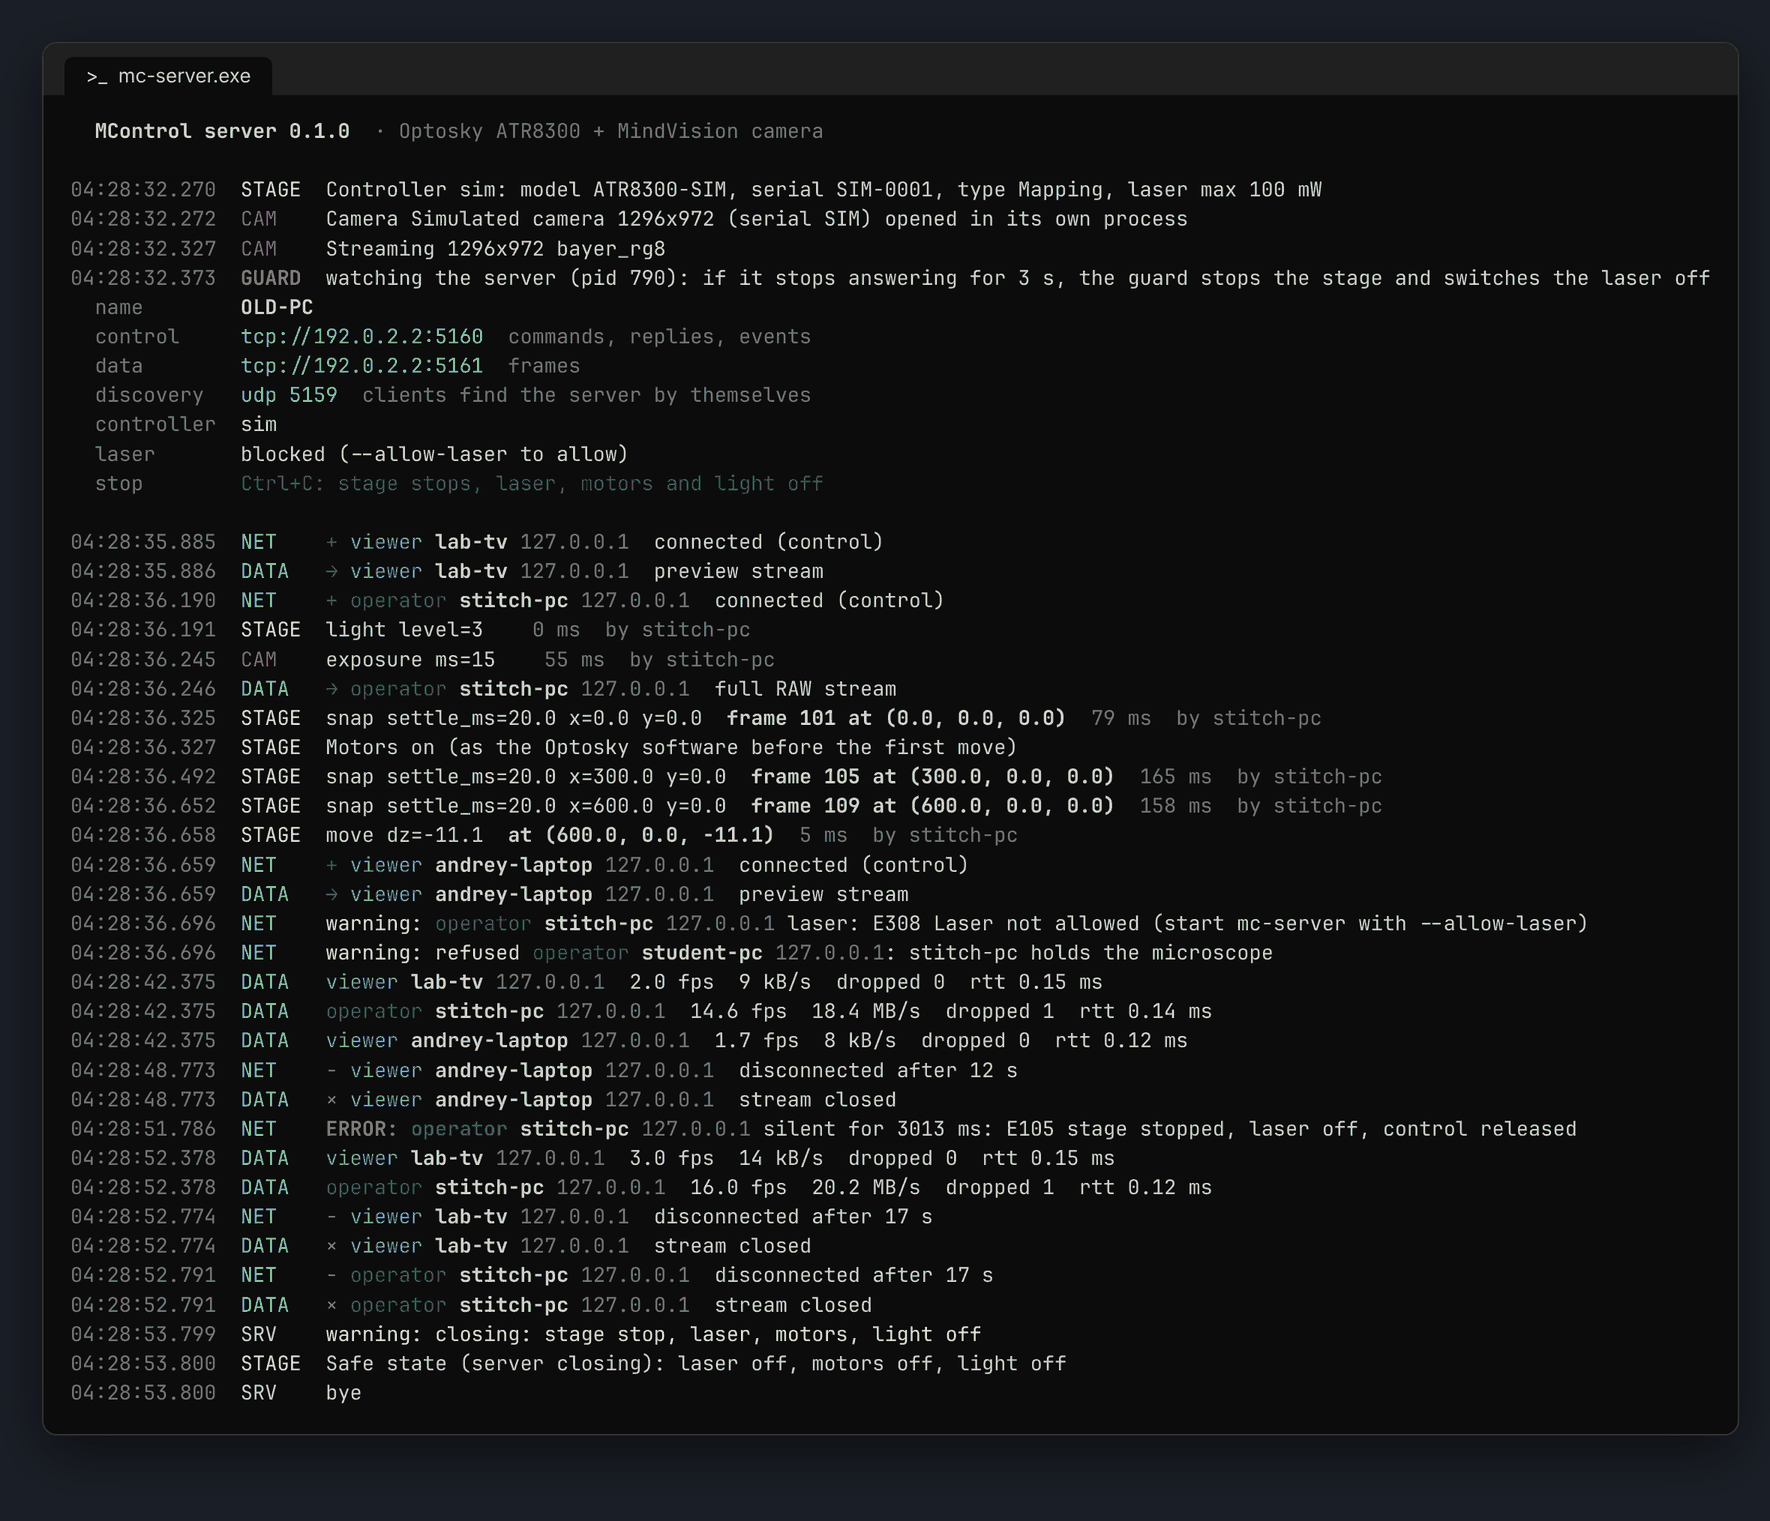 >_ mc-server.exe
MControl server 0.1.0 · Optosky ATR8300 + MindVision camera
04:28:32.270 STAGE Controller sim: model ATR8300-SIM, serial SIM-0001, type Mapping, laser max 100 mW
04:28:32.272 CAM Camera Simulated camera 1296x972 (serial SIM) opened in its own process
04:28:32.327 CAM Streaming 1296x972 bayer_rg8
04:28:32.373 GUARD watching the server (pid 790): if it stops answering for 3 s, the guard stops the stage and switches the laser off
name OLD-PC
control tcp://192.0.2.2:5160 commands, replies, events
data tcp://192.0.2.2:5161 frames
discovery udp 5159 clients find the server by themselves
controller sim
laser blocked (--allow-laser to allow)
stop Ctrl+C: stage stops, laser, motors and light off
04:28:35.885 NET + viewer lab-tv 127.0.0.1 connected (control)
04:28:35.886 DATA → viewer lab-tv 127.0.0.1 preview stream
04:28:36.190 NET + operator stitch-pc 127.0.0.1 connected (control)
04:28:36.191 STAGE light level=3 0 ms by stitch-pc
04:28:36.245 CAM exposure ms=15 55 ms by stitch-pc
04:28:36.246 DATA → operator stitch-pc 127.0.0.1 full RAW stream
04:28:36.325 STAGE snap settle_ms=20.0 x=0.0 y=0.0 frame 101 at (0.0, 0.0, 0.0) 79 ms by stitch-pc
04:28:36.327 STAGE Motors on (as the Optosky software before the first move)
04:28:36.492 STAGE snap settle_ms=20.0 x=300.0 y=0.0 frame 105 at (300.0, 0.0, 0.0) 165 ms by stitch-pc
04:28:36.652 STAGE snap settle_ms=20.0 x=600.0 y=0.0 frame 109 at (600.0, 0.0, 0.0) 158 ms by stitch-pc
04:28:36.658 STAGE move dz=-11.1 at (600.0, 0.0, -11.1) 5 ms by stitch-pc
04:28:36.659 NET + viewer andrey-laptop 127.0.0.1 connected (control)
04:28:36.659 DATA → viewer andrey-laptop 127.0.0.1 preview stream
04:28:36.696 NET warning: operator stitch-pc 127.0.0.1 laser: E308 Laser not allowed (start mc-server with --allow-laser)
04:28:36.696 NET warning: refused operator student-pc 127.0.0.1: stitch-pc holds the microscope
04:28:42.375 DATA viewer lab-tv 127.0.0.1 2.0 fps 9 kB/s dropped 0 rtt 0.15 ms
04:28:42.375 DATA operator stitch-pc 127.0.0.1 14.6 fps 18.4 MB/s dropped 1 rtt 0.14 ms
04:28:42.375 DATA viewer andrey-laptop 127.0.0.1 1.7 fps 8 kB/s dropped 0 rtt 0.12 ms
04:28:48.773 NET - viewer andrey-laptop 127.0.0.1 disconnected after 12 s
04:28:48.773 DATA × viewer andrey-laptop 127.0.0.1 stream closed
04:28:51.786 NET ERROR: operator stitch-pc 127.0.0.1 silent for 3013 ms: E105 stage stopped, laser off, control released
04:28:52.378 DATA viewer lab-tv 127.0.0.1 3.0 fps 14 kB/s dropped 0 rtt 0.15 ms
04:28:52.378 DATA operator stitch-pc 127.0.0.1 16.0 fps 20.2 MB/s dropped 1 rtt 0.12 ms
04:28:52.774 NET - viewer lab-tv 127.0.0.1 disconnected after 17 s
04:28:52.774 DATA × viewer lab-tv 127.0.0.1 stream closed
04:28:52.791 NET - operator stitch-pc 127.0.0.1 disconnected after 17 s
04:28:52.791 DATA × operator stitch-pc 127.0.0.1 stream closed
04:28:53.799 SRV warning: closing: stage stop, laser, motors, light off
04:28:53.800 STAGE Safe state (server closing): laser off, motors off, light off
04:28:53.800 SRV bye